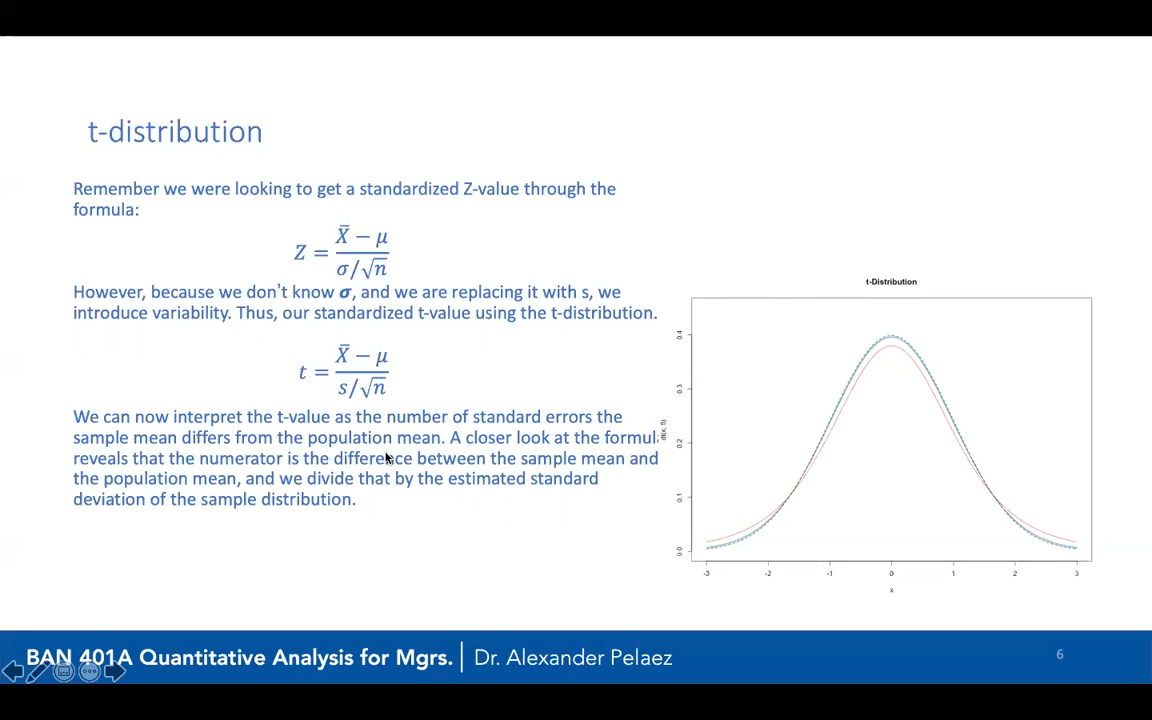 t-distribution
Remember we were looking to get a standardized Z-value through the
formula:
Z = (X̄ − μ) / (σ/√n)
However, because we don't know σ, and we are replacing it with s, we
introduce variability. Thus, our standardized t-value using the t-distribution.
t = (X̄ − μ) / (s/√n)
We can now interpret the t-value as the number of standard errors the
sample mean differs from the population mean. A closer look at the formul
reveals that the numerator is the difference between the sample mean and
the population mean, and we divide that by the estimated standard
deviation of the sample distribution.
t-Distribution
dt(x, 5)
0.4
0.3
0.2
0.1
0.0
-3 -2 -1 0 1 2 3
x
BAN 401A Quantitative Analysis for Mgrs. | Dr. Alexander Pelaez
6